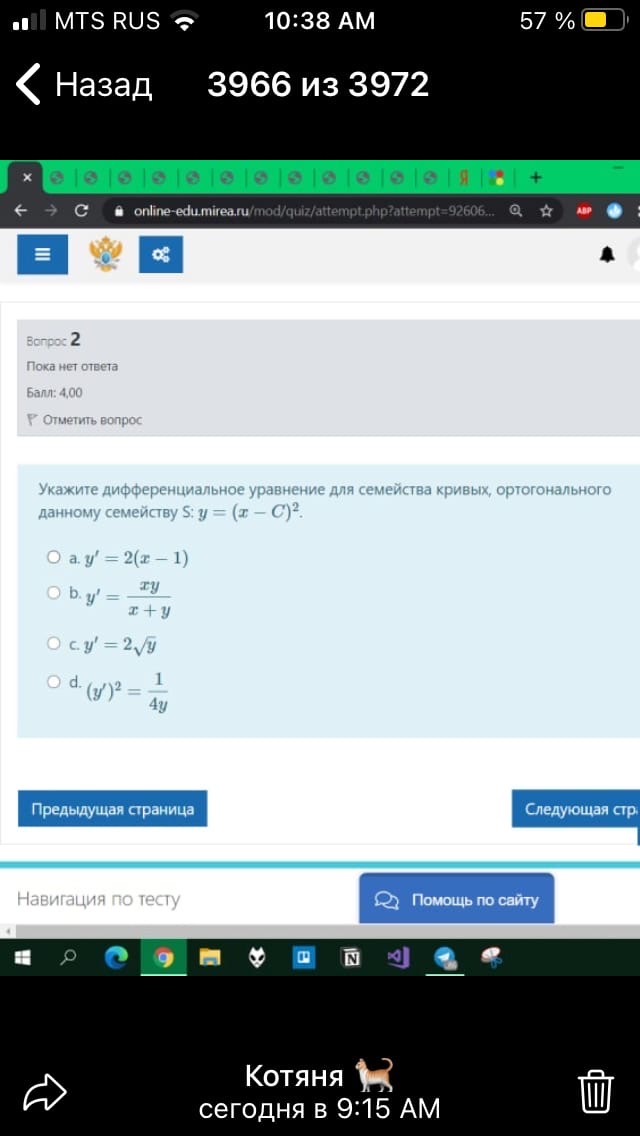 MTS RUS 10:38 AM 57 %
Назад 3966 из 3972
online-edu.mirea.ru/mod/quiz/attempt.php?attempt=92606...
ABP
Вопрос 2
Пока нет ответа
Балл: 4,00
Отметить вопрос
Укажите дифференциальное уравнение для семейства кривых, ортогонального
данному семейству S: y = (x − C)².
a. y′ = 2(x − 1)
b. y′ = xy / (x + y)
c. y′ = 2√y
d. (y′)² = 1 / 4y
Предыдущая страница Следующая стр
Навигация по тесту Помощь по сайту
Котяня
сегодня в 9:15 AM